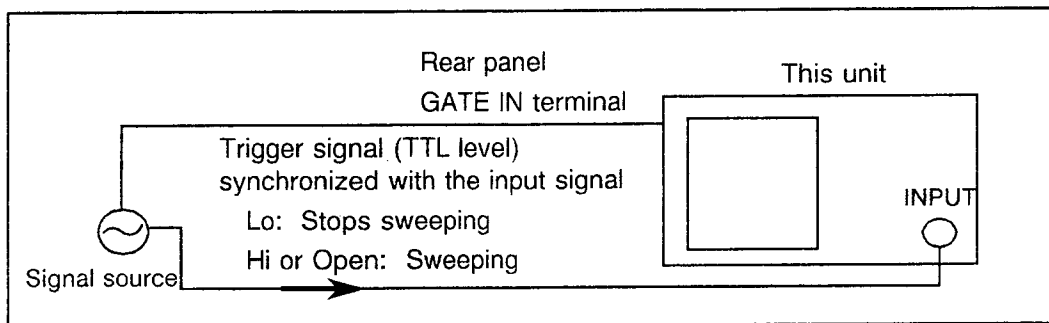 Rear panel
GATE IN terminal
This unit
Trigger signal (TTL level)
synchronized with the input signal
Lo: Stops sweeping
Hi or Open: Sweeping
INPUT
Signal source